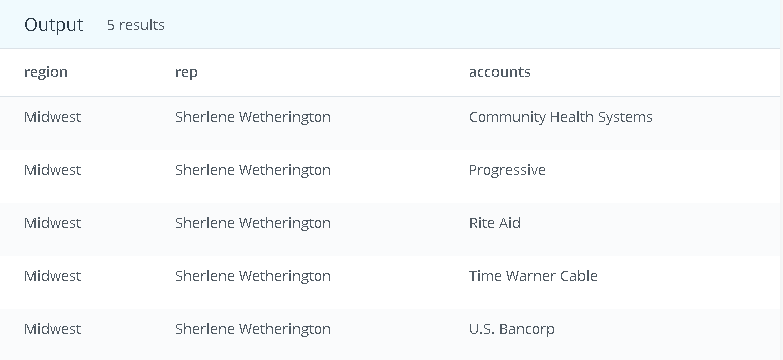 Output 5 results
region rep accounts
Midwest Sherlene Wetherington Community Health Systems
Midwest Sherlene Wetherington Progressive
Midwest Sherlene Wetherington Rite Aid
Midwest Sherlene Wetherington Time Warner Cable
Midwest Sherlene Wetherington U.S. Bancorp